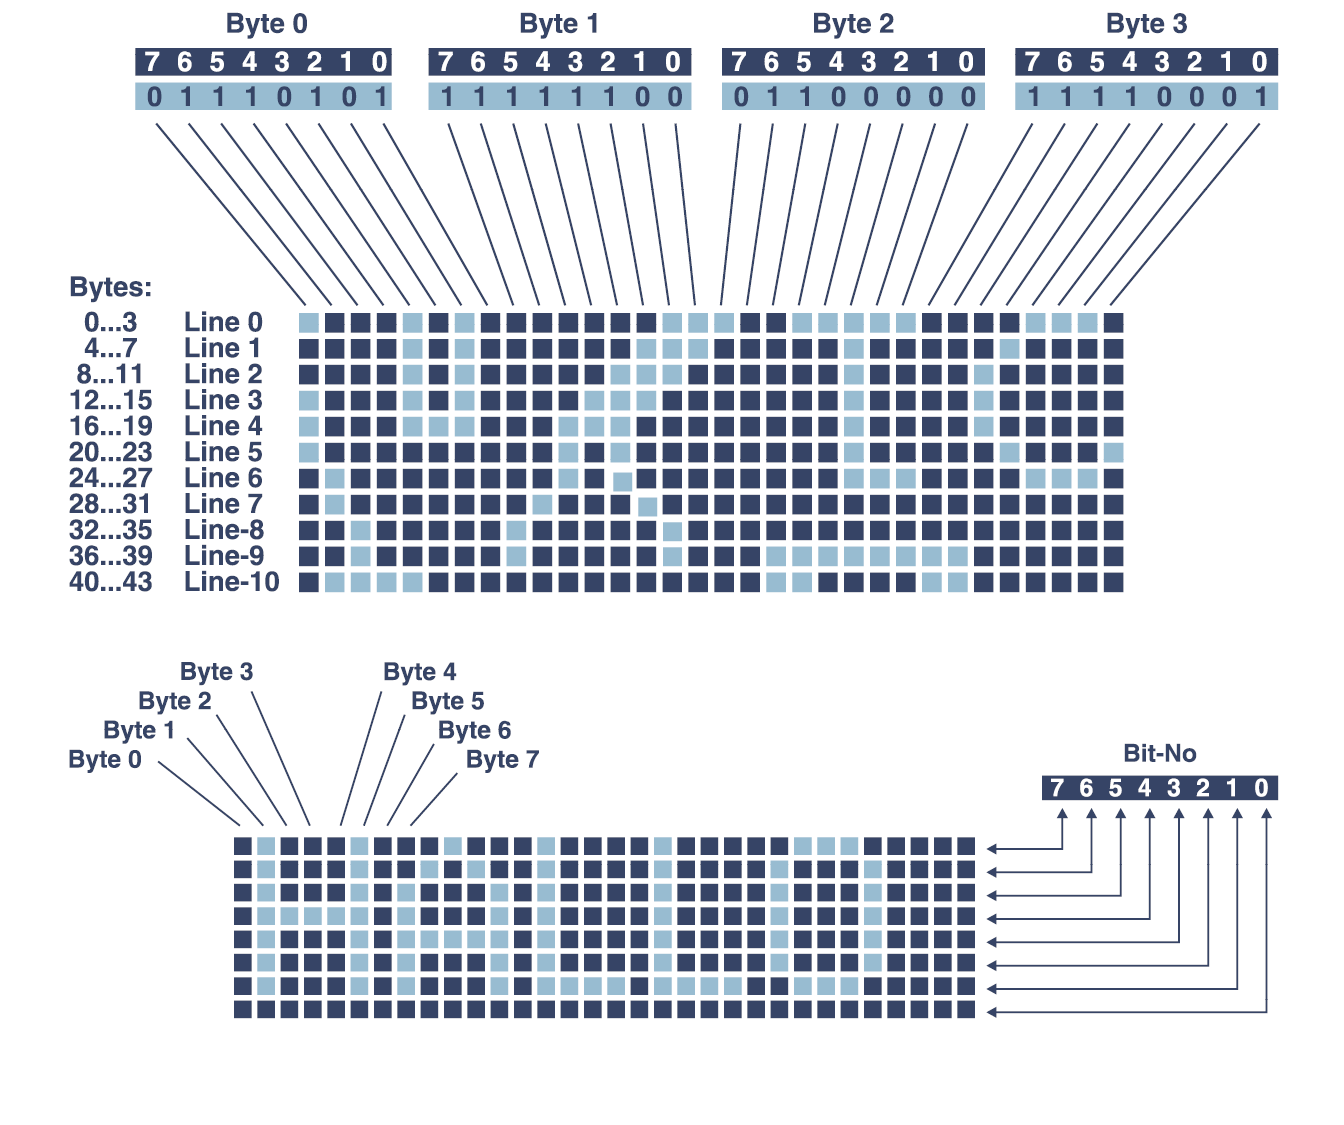 Byte 0 Byte 1 Byte 2 Byte 3
7 6 5 4 3 2 1 0 7 6 5 4 3 2 1 0 7 6 5 4 3 2 1 0 7 6 5 4 3 2 1 0
0 1 1 1 0 1 0 1 1 1 1 1 1 1 0 0 0 1 1 0 0 0 0 0 1 1 1 1 0 0 0 1
Bytes:
0...3 Line 0
4...7 Line 1
8...11 Line 2
12...15 Line 3
16...19 Line 4
20...23 Line 5
24...27 Line 6
28...31 Line 7
32...35 Line-8
36...39 Line-9
40...43 Line-10
Byte 3 Byte 4
Byte 2 Byte 5
Byte 1 Byte 6
Byte 0 Byte 7
Bit-No
7 6 5 4 3 2 1 0
HELLO